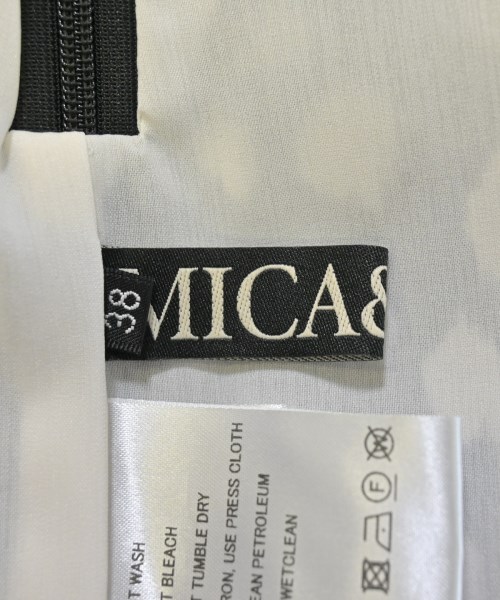 38
MICA&
T WASH
T BLEACH
T TUMBLE DRY
RON, USE PRESS CLOTH
EAN PETROLEUM
WETCLEAN
F